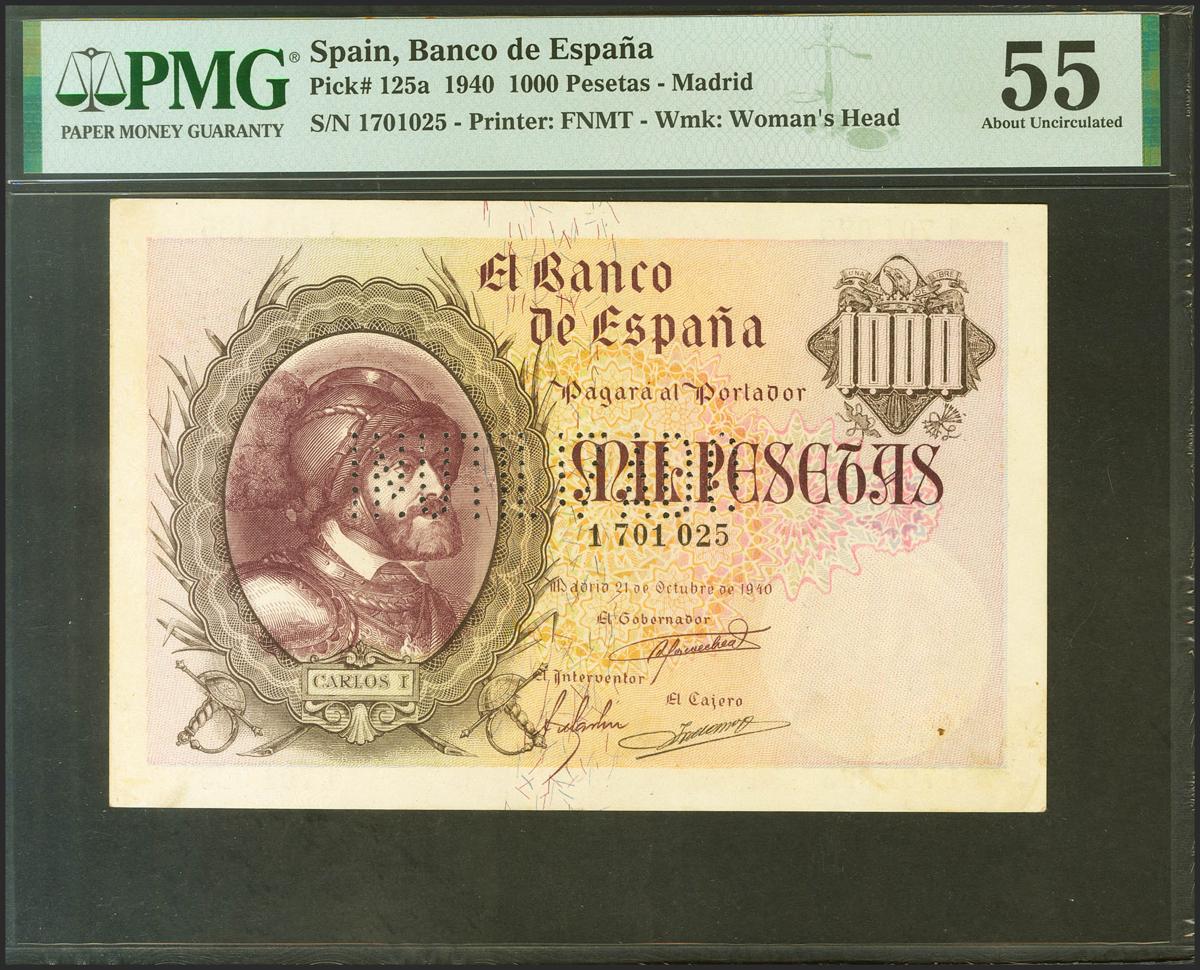 PMG®
PAPER MONEY GUARANTY
Spain, Banco de España
Pick# 125a 1940 1000 Pesetas - Madrid
S/N 1701025 - Printer: FNMT - Wmk: Woman's Head
55
About Uncirculated
El Banco
de España
UNA LIBRE
1000
Pagará al Portador
MIL PESETAS
1 701 025
Madrid 21 de Octubre de 1940
El Gobernador
El Interventor
El Cajero
CARLOS I